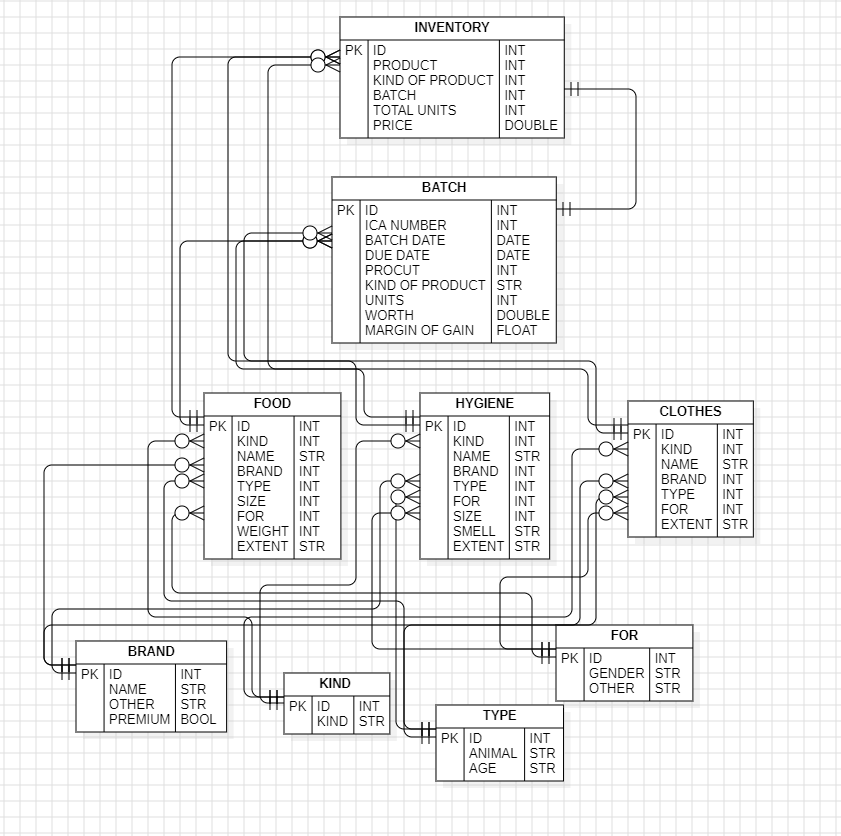 INVENTORY
PK ID INT
PRODUCT INT
KIND OF PRODUCT INT
BATCH INT
TOTAL UNITS INT
PRICE DOUBLE
BATCH
PK ID INT
ICA NUMBER INT
BATCH DATE DATE
DUE DATE DATE
PROCUT INT
KIND OF PRODUCT STR
UNITS INT
WORTH DOUBLE
MARGIN OF GAIN FLOAT
FOOD
PK ID INT
KIND INT
NAME STR
BRAND INT
TYPE INT
SIZE INT
FOR INT
WEIGHT INT
EXTENT STR
HYGIENE
PK ID INT
KIND INT
NAME STR
BRAND INT
TYPE INT
FOR INT
SIZE INT
SMELL STR
EXTENT STR
CLOTHES
PK ID INT
KIND INT
NAME STR
BRAND INT
TYPE INT
FOR INT
EXTENT STR
BRAND
PK ID INT
NAME STR
OTHER STR
PREMIUM BOOL
KIND
PK ID INT
KIND STR
FOR
PK ID INT
GENDER STR
OTHER STR
TYPE
PK ID INT
ANIMAL STR
AGE STR